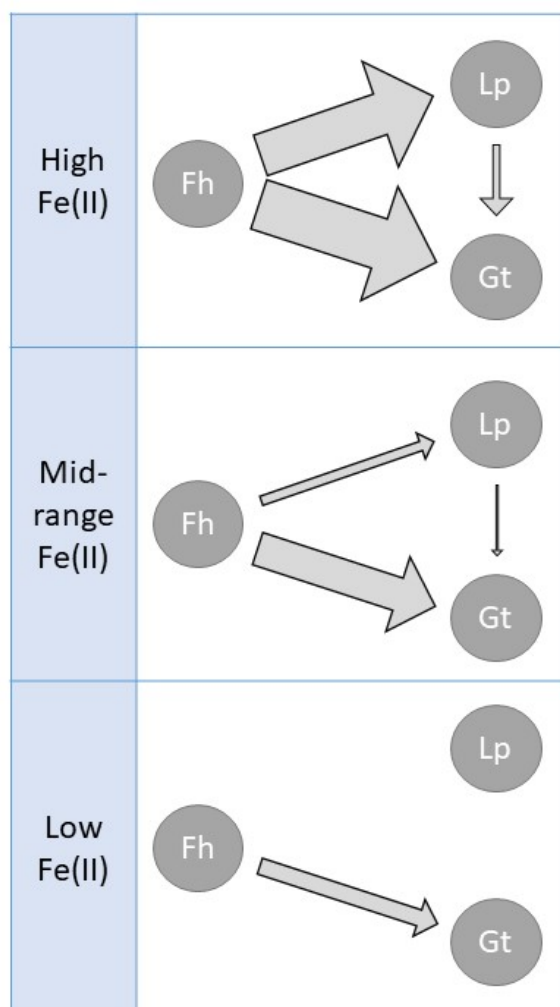 High
Fe(II)
Fh
Lp
Gt
Mid-
range
Fe(II)
Fh
Lp
Gt
Low
Fe(II)
Fh
Lp
Gt